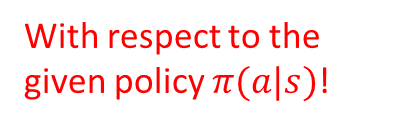 With respect to the
given policy 𝜋(𝑎|𝑠)!